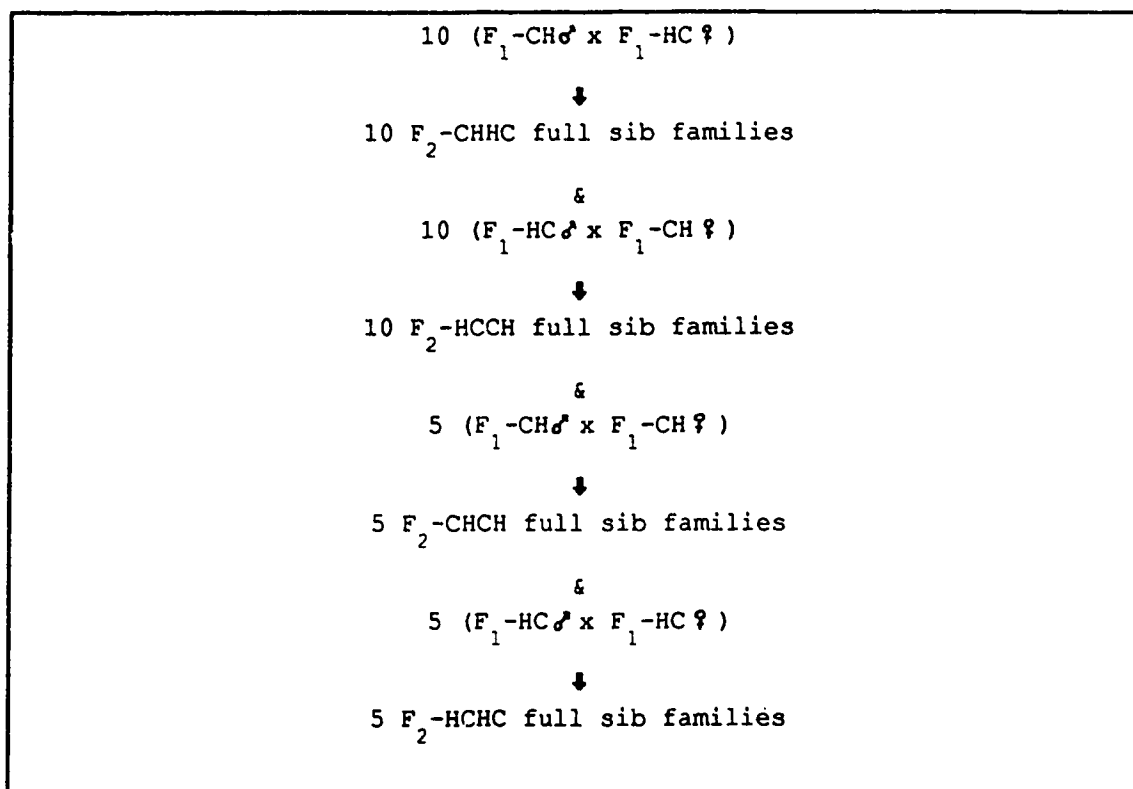 10 (F₁-CH♂ x F₁-HC♀)
↓
10 F₂-CHHC full sib families
&
10 (F₁-HC♂ x F₁-CH♀)
↓
10 F₂-HCCH full sib families
&
5 (F₁-CH♂ x F₁-CH♀)
↓
5 F₂-CHCH full sib families
&
5 (F₁-HC♂ x F₁-HC♀)
↓
5 F₂-HCHC full sib families